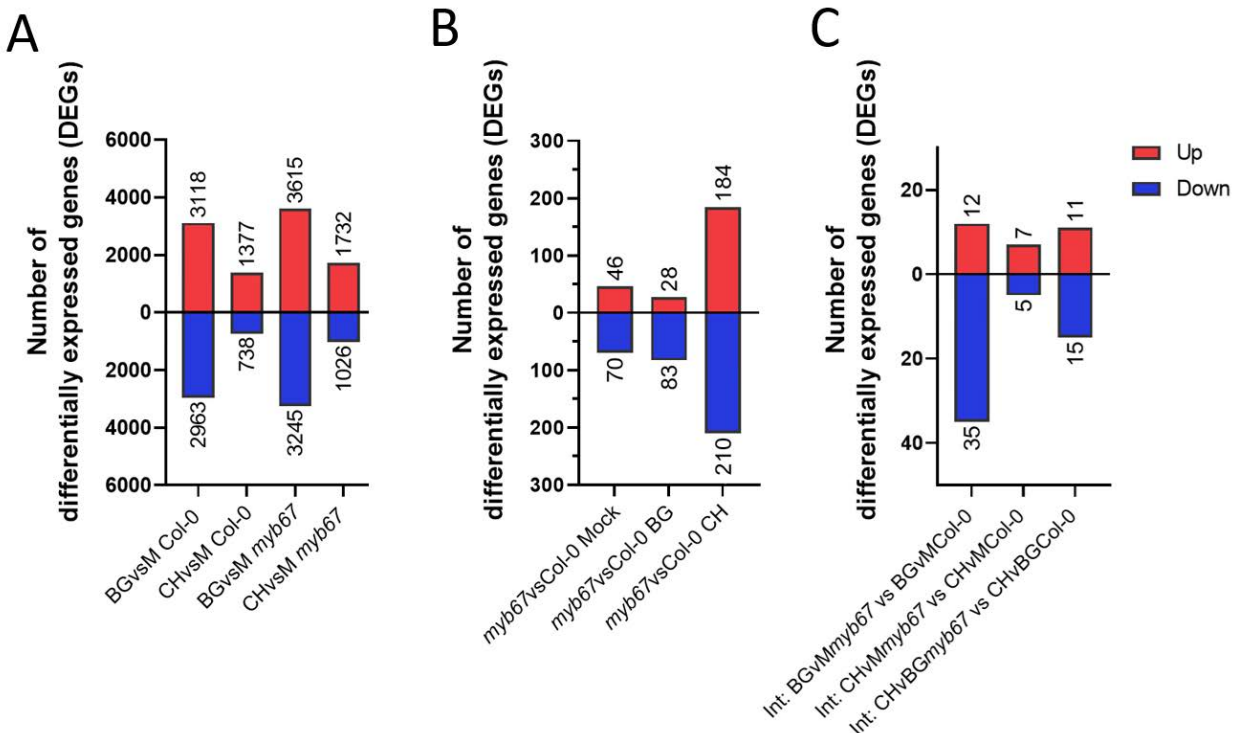 A
Number of
differentially expressed genes (DEGs)
6000
4000
2000
0
2000
4000
6000
3118
1377
3615
1732
2963
738
3245
1026
BGvsM Col-0
CHvsM Col-0
BGvsM myb67
CHvsM myb67
B
Number of
differentially expressed genes (DEGs)
300
200
100
0
100
200
300
46
28
184
70
83
210
myb67vsCol-0 Mock
myb67vsCol-0 BG
myb67vsCol-0 CH
C
Number of
differentially expressed genes (DEGs)
20
0
20
40
12
7
11
35
5
15
Int: BGvMmyb67 vs BGvMCol-0
Int: CHvMmyb67 vs CHvMCol-0
Int: CHvBGmyb67 vs CHvBGCol-0
Up
Down